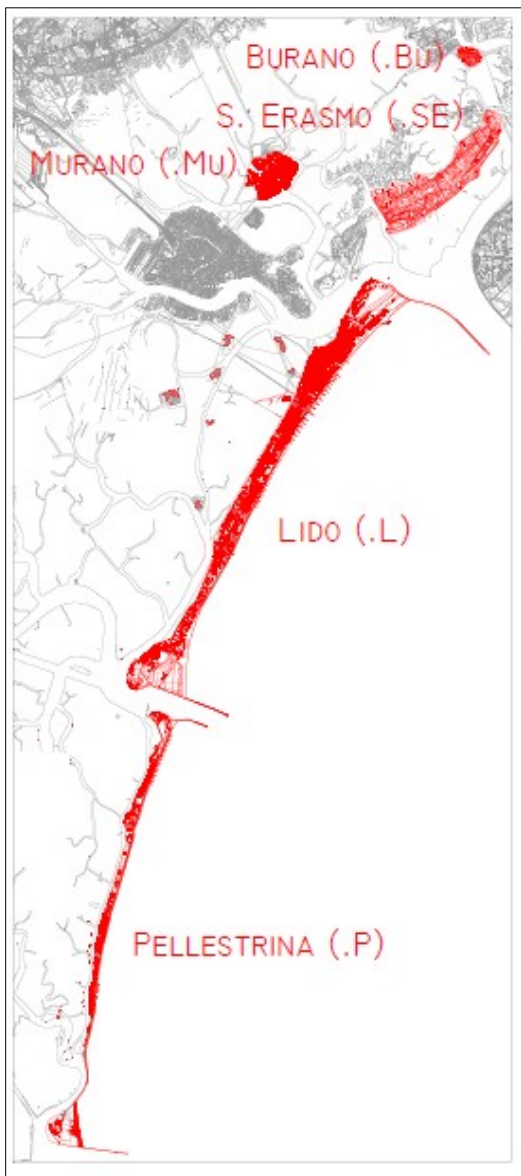 BURANO (.BU)
S. ERASMO (.SE)
MURANO (.MU)
LIDO (.L)
PELLESTRINA (.P)